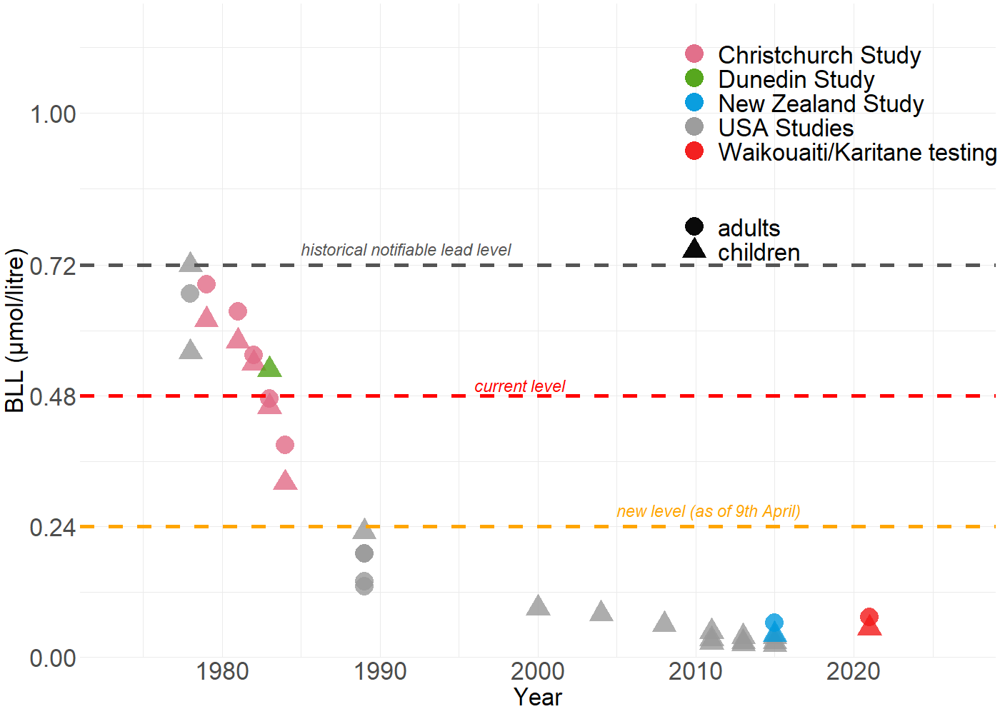 Christchurch Study
Dunedin Study
New Zealand Study
USA Studies
Waikouaiti/Karitane testing
adults
children
historical notifiable lead level
current level
new level (as of 9th April)
BLL (µmol/litre)
1.00
0.72
0.48
0.24
0.00
1980 1990 2000 2010 2020
Year